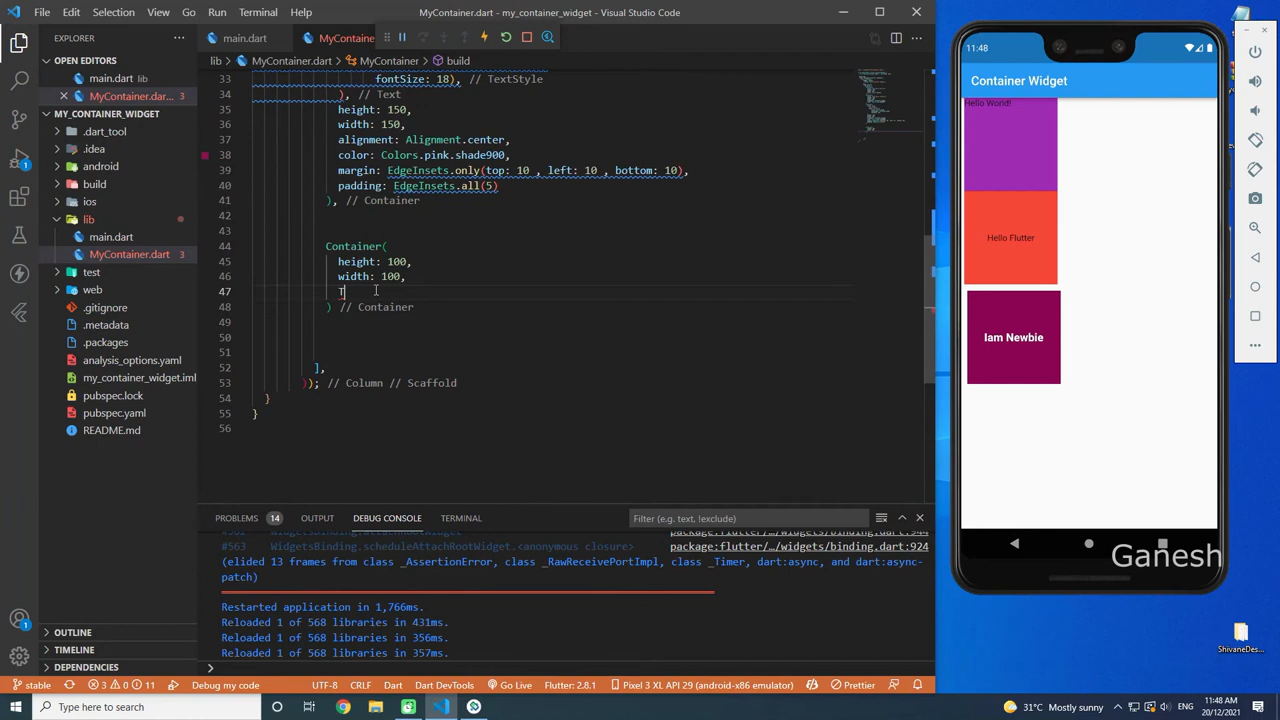 File Edit Selection View Go Run Terminal Help MyContainer.dart - my_container_widget - Visual Studio Code
EXPLORER
OPEN EDITORS
main.dart lib
MyContainer.dar... 3
MY_CONTAINER_WIDGET
.dart_tool
.idea
android
build
ios
lib
main.dart
MyContainer.dart 3
test
web
.gitignore
.metadata
.packages
analysis_options.yaml
my_container_widget.iml
pubspec.lock
pubspec.yaml
README.md
OUTLINE
TIMELINE
DEPENDENCIES
main.dart MyContaine
lib > MyContainer.dart > MyContainer > build
33 fontSize: 18), // TextStyle
34 ), // Text
35 height: 150,
36 width: 150,
37 alignment: Alignment.center,
38 color: Colors.pink.shade900,
39 margin: EdgeInsets.only(top: 10 , left: 10 , bottom: 10),
40 padding: EdgeInsets.all(5)
41 ), // Container
42
43
44 Container(
45 height: 100,
46 width: 100,
47
48 ) // Container
49
50
51
52 ],
53 )); // Column // Scaffold
54 }
55 }
56
PROBLEMS 14 OUTPUT DEBUG CONSOLE TERMINAL Filter (e.g. text, !exclude)
#563 WidgetsBinding.scheduleAttachRootWidget.<anonymous closure> package:flutter/…/widgets/binding.dart:924
(elided 13 frames from class _AssertionError, class _RawReceivePortImpl, class _Timer, dart:async, and dart:async-
patch)
Restarted application in 1,766ms.
Reloaded 1 of 568 libraries in 431ms.
Reloaded 1 of 568 libraries in 356ms.
Reloaded 1 of 568 libraries in 357ms.
>
stable 3 0 11 Debug my code UTF-8 CRLF Dart Dart DevTools Go Live Flutter: 2.8.1 Pixel 3 XL API 29 (android-x86 emulator) Prettier
Type here to search
31°C Mostly sunny ENG 11:48 AM
20/12/2021
11:48
Container Widget
Hello World!
Hello Flutter
Iam Newbie
Ganesh
ShivaneDes...